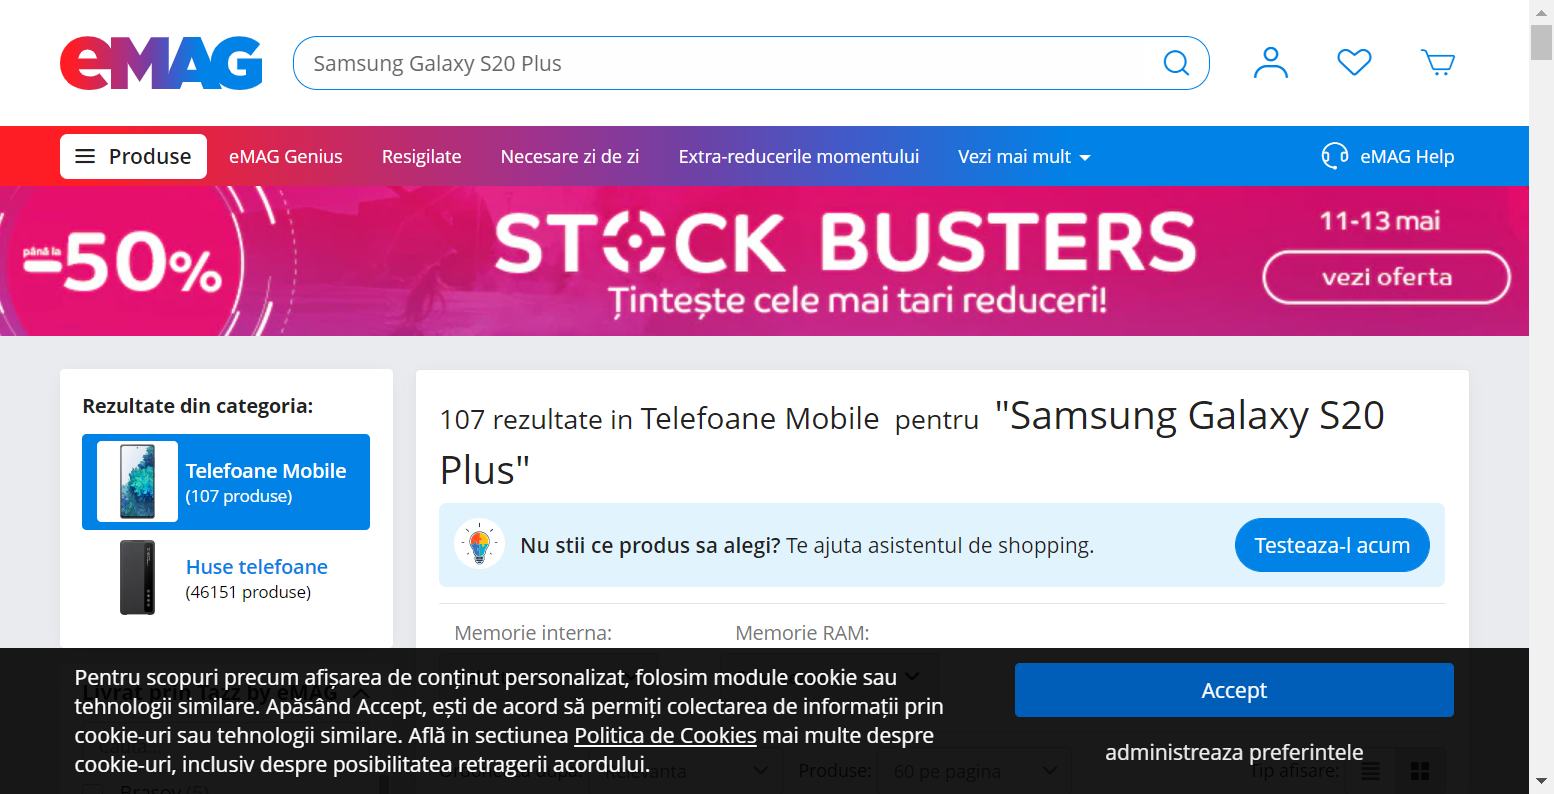 eMAG
Samsung Galaxy S20 Plus
Produse
eMAG Genius
Resigilate
Necesare zi de zi
Extra-reducerile momentului
Vezi mai mult
eMAG Help
până la
-50%
STOCK BUSTERS
Țintește cele mai tari reduceri!
11-13 mai
vezi oferta
Rezultate din categoria:
Telefoane Mobile
(107 produse)
Huse telefoane
(46151 produse)
107 rezultate in Telefoane Mobile pentru "Samsung Galaxy S20
Plus"
Nu stii ce produs sa alegi? Te ajuta asistentul de shopping.
Testeaza-l acum
Memorie interna:
Memorie RAM:
Livrat prin Tazz by eMAG
Pentru scopuri precum afișarea de conținut personalizat, folosim module cookie sau
tehnologii similare. Apăsând Accept, ești de acord să permiți colectarea de informații prin
cookie-uri sau tehnologii similare. Află in sectiunea Politica de Cookies mai multe despre
cookie-uri, inclusiv despre posibilitatea retragerii acordului.
Accept
administreaza preferintele
Produse:
60 pe pagina
Tip afisare: